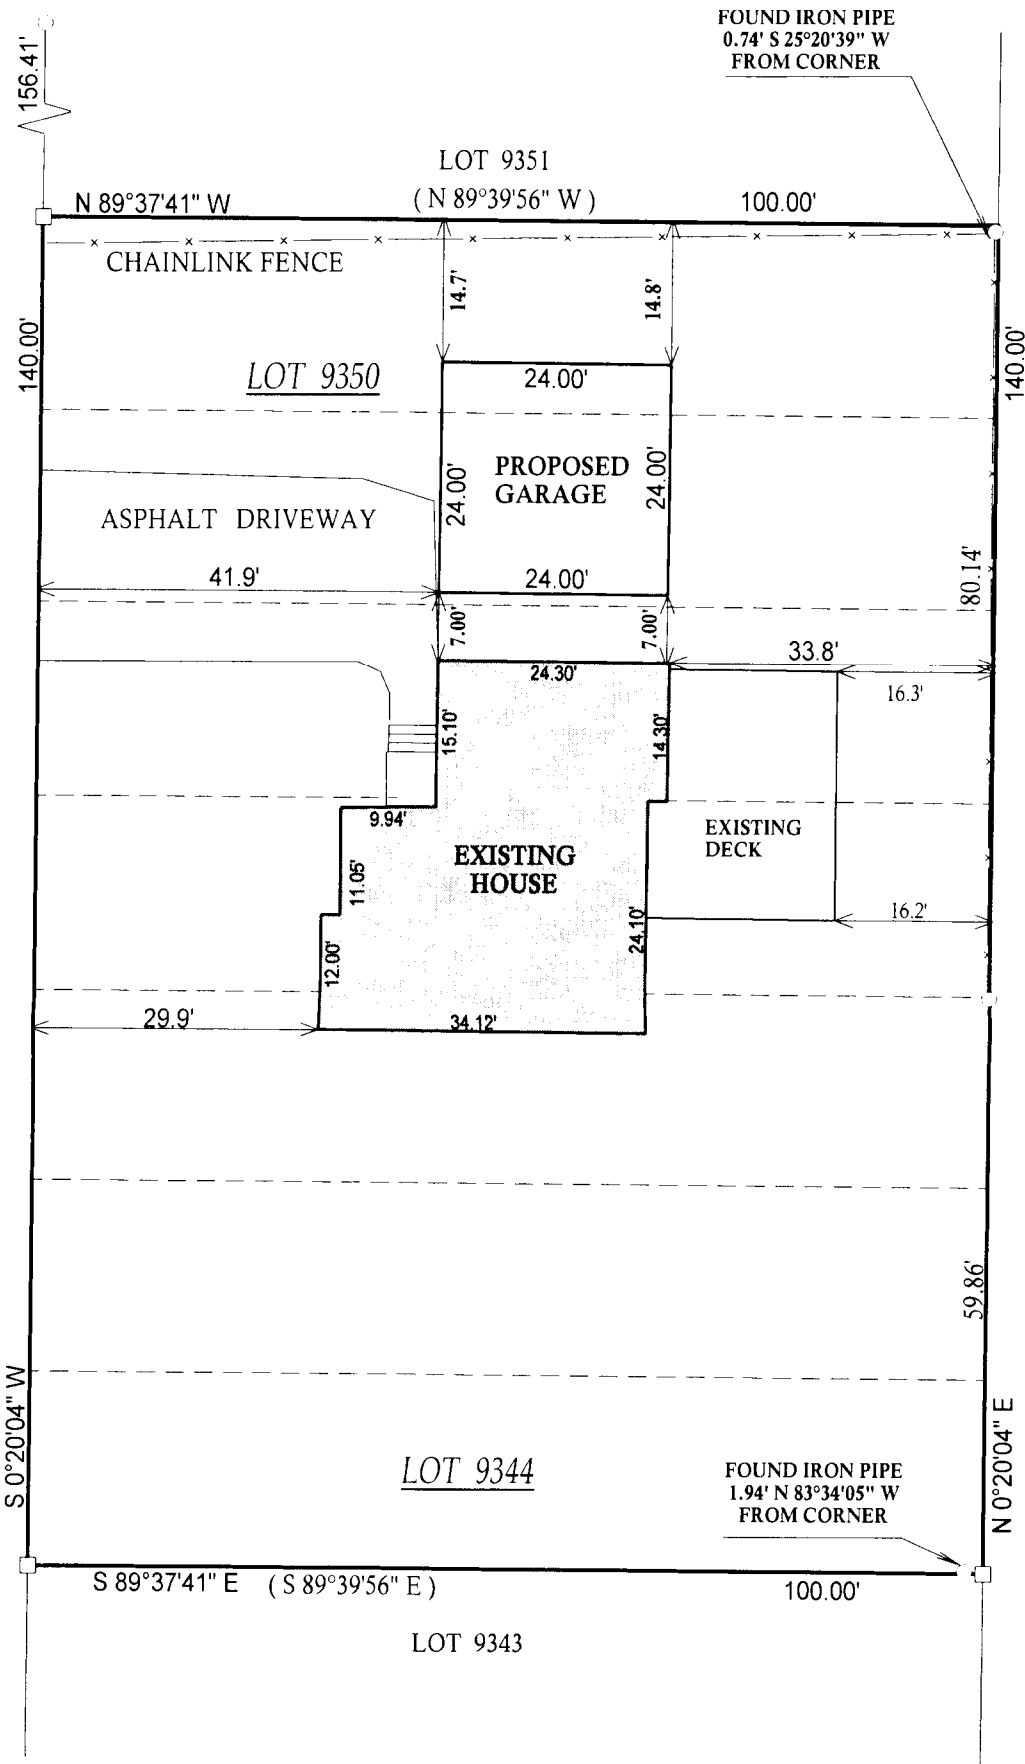 FOUND IRON PIPE
0.74' S 25°20'39" W
FROM CORNER
156.41'
LOT 9351
N 89°37'41" W
( N 89°39'56" W )
100.00'
CHAINLINK FENCE
14.7'
14.8'
140.00'
140.00'
LOT 9350
24.00'
PROPOSED
GARAGE
24.00'
24.00'
ASPHALT DRIVEWAY
41.9'
24.00'
80.14'
7.00'
7.00'
33.8'
24.30'
16.3'
15.10'
14.30'
9.94'
EXISTING
DECK
EXISTING
HOUSE
11.05'
24.10'
16.2'
12.00'
29.9'
34.12'
59.86'
S 0°20'04" W
N 0°20'04" E
LOT 9344
FOUND IRON PIPE
1.94' N 83°34'05" W
FROM CORNER
S 89°37'41" E
( S 89°39'56" E )
100.00'
LOT 9343